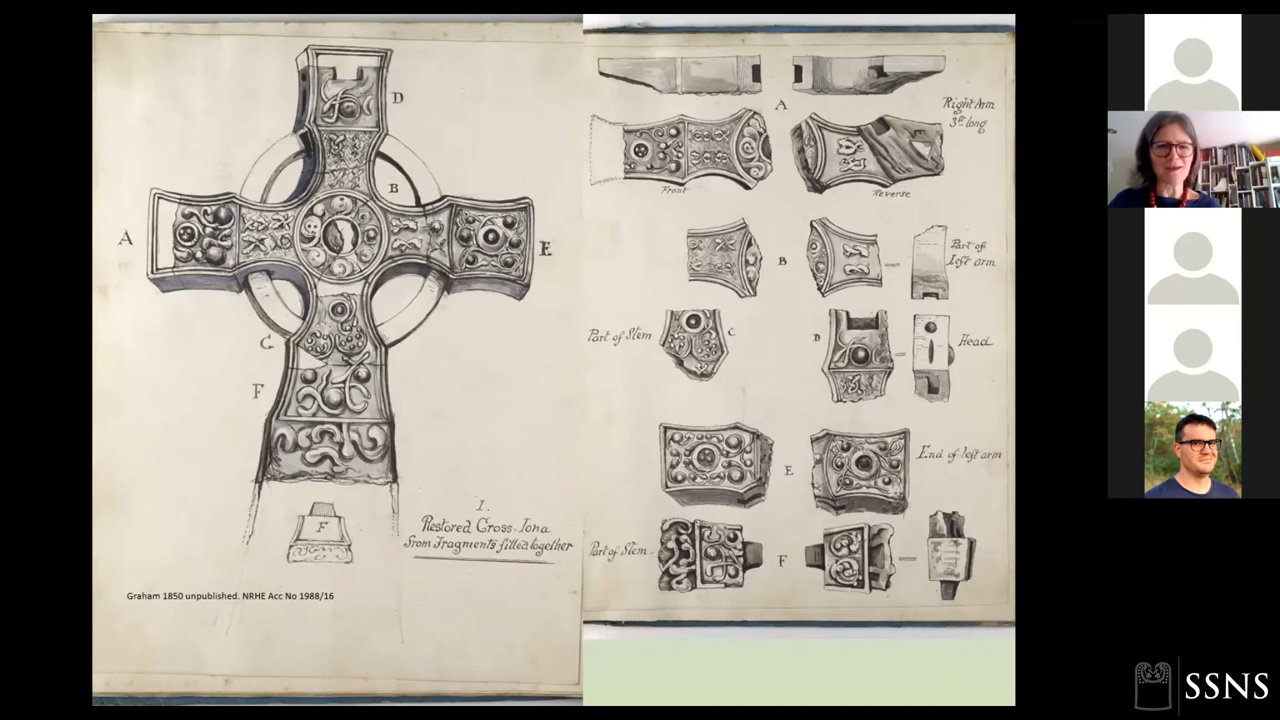 D
B
A
E
G
F
F
1.
Restored Cross-Iona
from Fragments fitted together
Graham 1850 unpublished. NRHE Acc No 1988/16
A
Right Arm
3ft long
Front
Reverse
B
Part of
left arm
Part of Stem
C
D
Head
E
End of left arm
Part of Stem
F
SSNS